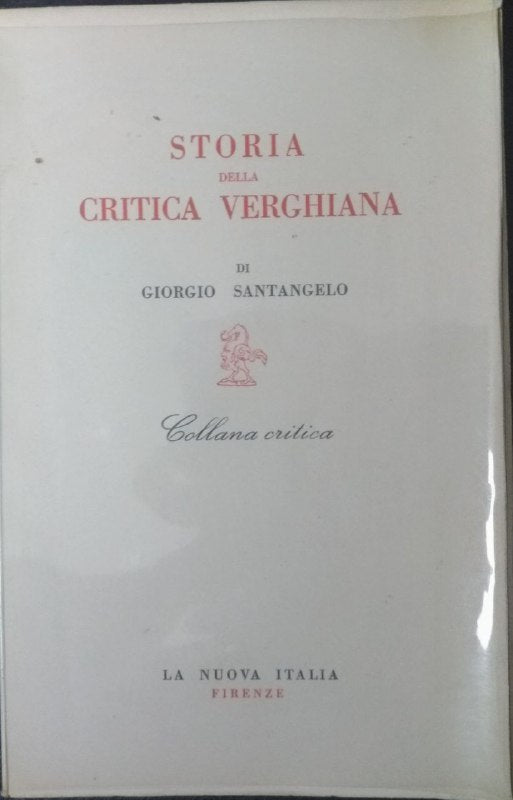 STORIA
DELLA
CRITICA VERGHIANA
DI
GIORGIO SANTANGELO
Collana critica
LA NUOVA ITALIA
FIRENZE